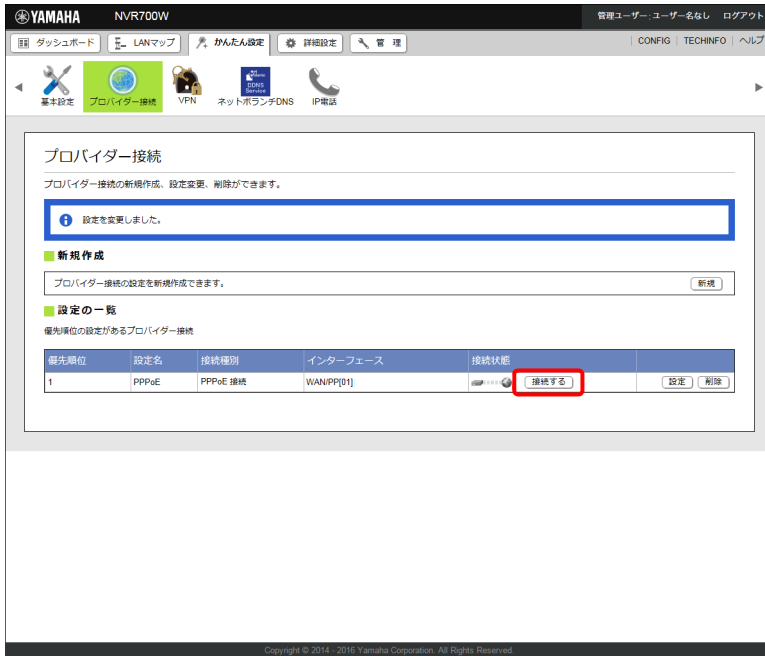 YAMAHA NVR700W 管理ユーザー:ユーザー名なし ログアウト
ダッシュボード LANマップ かんたん設定 詳細設定 管 理 CONFIG TECHINFO ヘルプ
基本設定 プロバイダー接続 VPN ネットボランチDNS IP電話
DDNS
Service
プロバイダー接続
プロバイダー接続の新規作成、設定変更、削除ができます。
設定を変更しました。
新規作成
プロバイダー接続の設定を新規作成できます。 新規
設定の一覧
優先順位の設定があるプロバイダー接続
優先順位 設定名 接続種別 インターフェース 接続状態
1 PPPoE PPPoE 接続 WAN/PP[01] 接続する 設定 削除
Copyright © 2014 - 2016 Yamaha Corporation. All Rights Reserved.